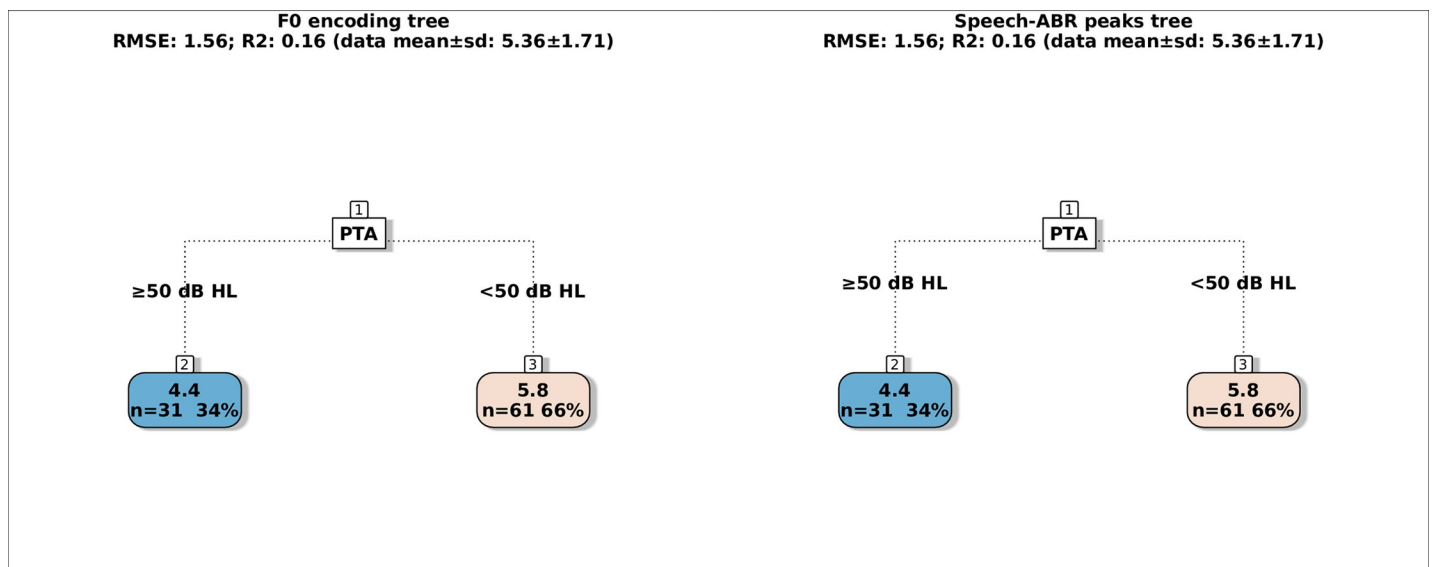 F0 encoding tree
RMSE: 1.56; R2: 0.16 (data mean±sd: 5.36±1.71)
1
PTA
≥50 dB HL
<50 dB HL
2
4.4
n=31 34%
3
5.8
n=61 66%
Speech-ABR peaks tree
RMSE: 1.56; R2: 0.16 (data mean±sd: 5.36±1.71)
1
PTA
≥50 dB HL
<50 dB HL
2
4.4
n=31 34%
3
5.8
n=61 66%